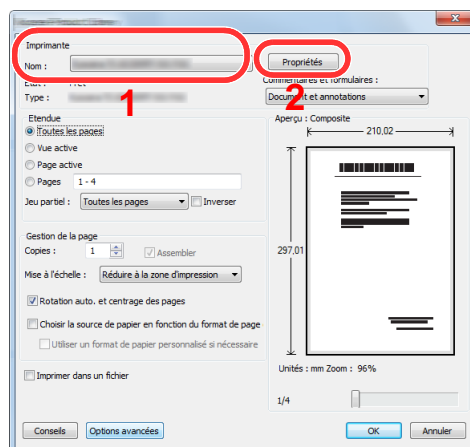 Imprimante
Nom :
Propriétés
1
2
Commentaires et formulaires :
Type :
Document et annotations
Etendue
Toutes les pages
Vue active
Page active
Pages 1 - 4
Jeu partiel : Toutes les pages Inverser
Aperçu : Composite
210,02
297,01
Gestion de la page
Copies : 1 Assembler
Mise à l'échelle : Réduire à la zone d'impression
Rotation auto. et centrage des pages
Choisir la source de papier en fonction du format de page
Utiliser un format de papier personnalisé si nécessaire
Imprimer dans un fichier
Unités : mm Zoom : 96%
1/4
Conseils Options avancées OK Annuler